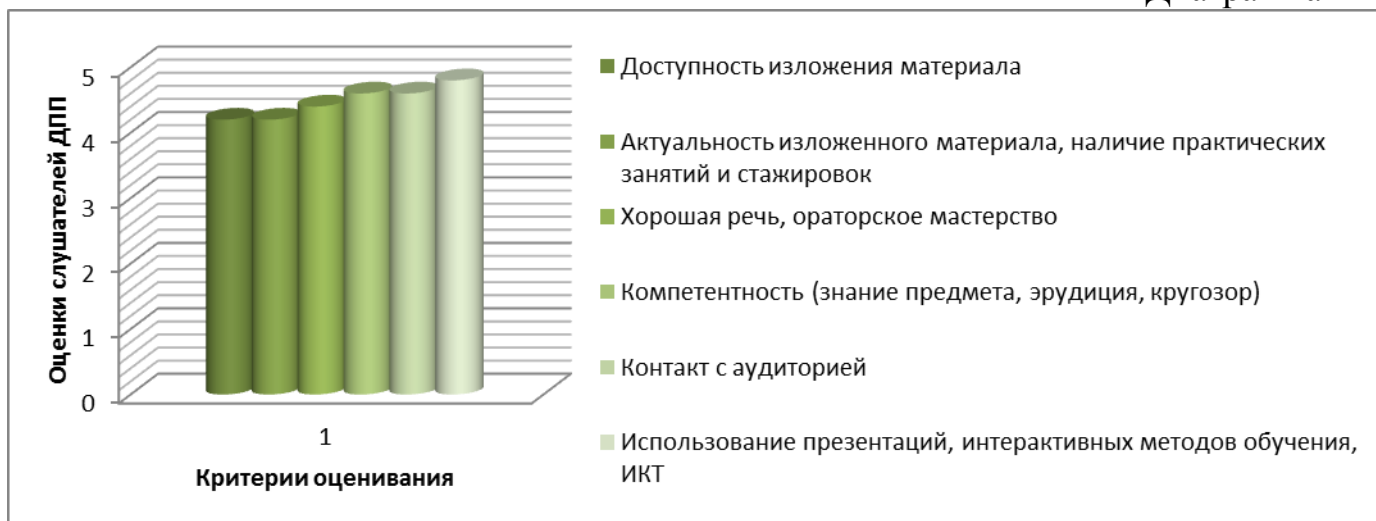 5
4
3
2
1
0
Оценки слушателей ДПП
1
Критерии оценивания
Доступность изложения материала
Актуальность изложенного материала, наличие практических
занятий и стажировок
Хорошая речь, ораторское мастерство
Компетентность (знание предмета, эрудиция, кругозор)
Контакт с аудиторией
Использование презентаций, интерактивных методов обучения,
ИКТ